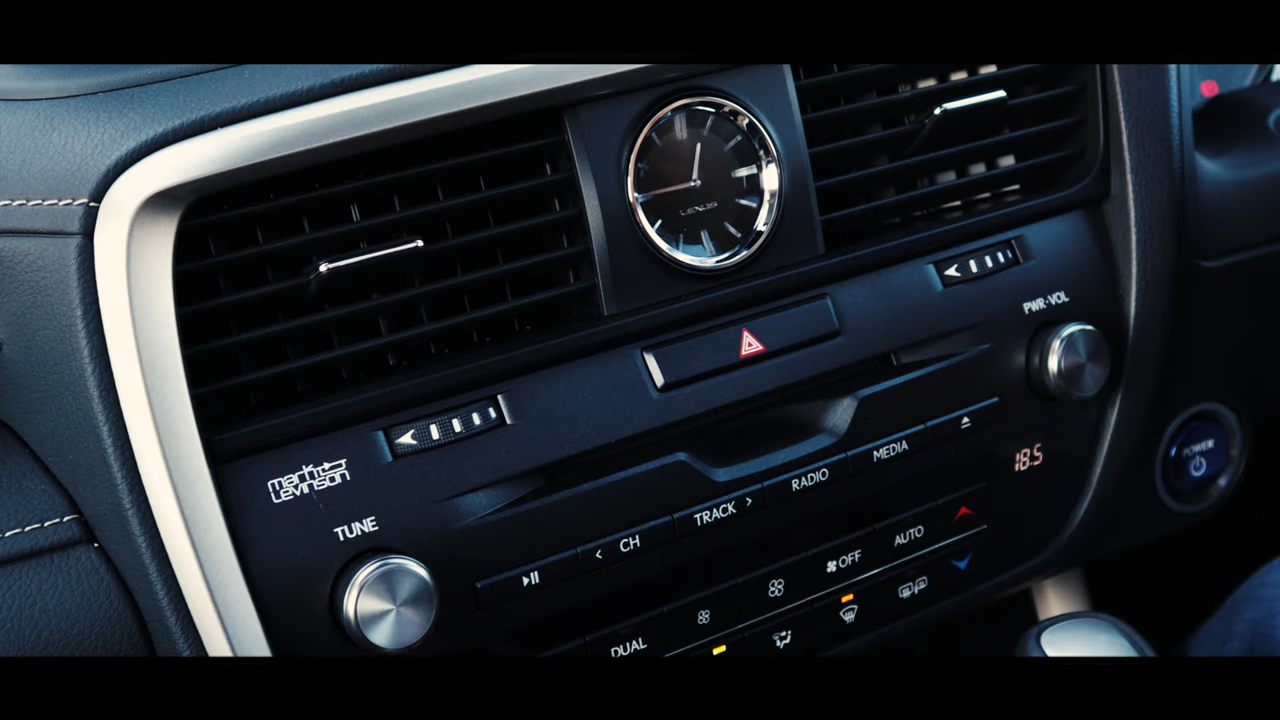 LEXUS
PWR·VOL
mark
Levinson
TUNE
< CH
TRACK >
RADIO
MEDIA
18.5
POWER
DUAL
OFF
AUTO